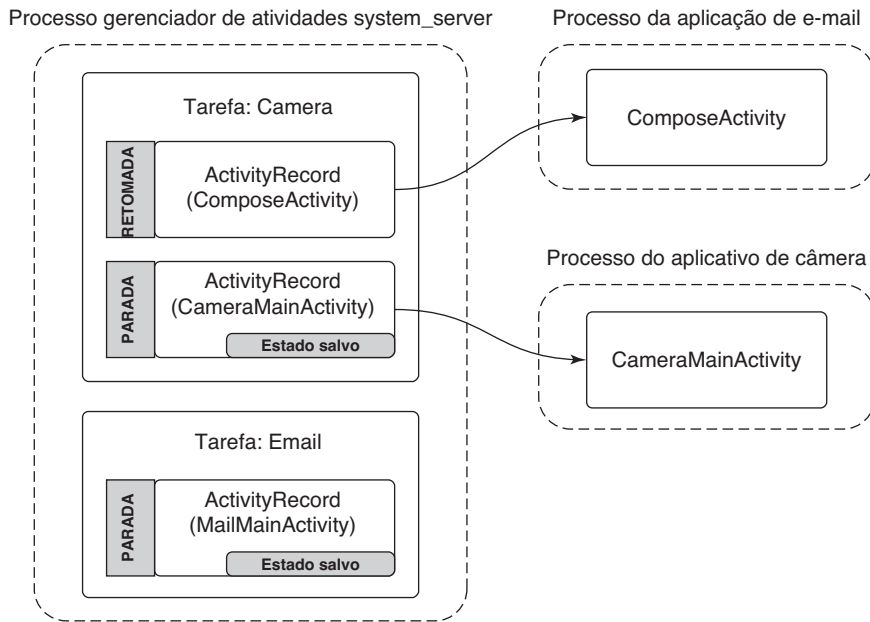 Processo gerenciador de atividades system_server
Tarefa: Camera
RETOMADA
ActivityRecord
(ComposeActivity)
PARADA
ActivityRecord
(CameraMainActivity)
Estado salvo
Tarefa: Email
PARADA
ActivityRecord
(MailMainActivity)
Estado salvo
Processo da aplicação de e-mail
ComposeActivity
Processo do aplicativo de câmera
CameraMainActivity